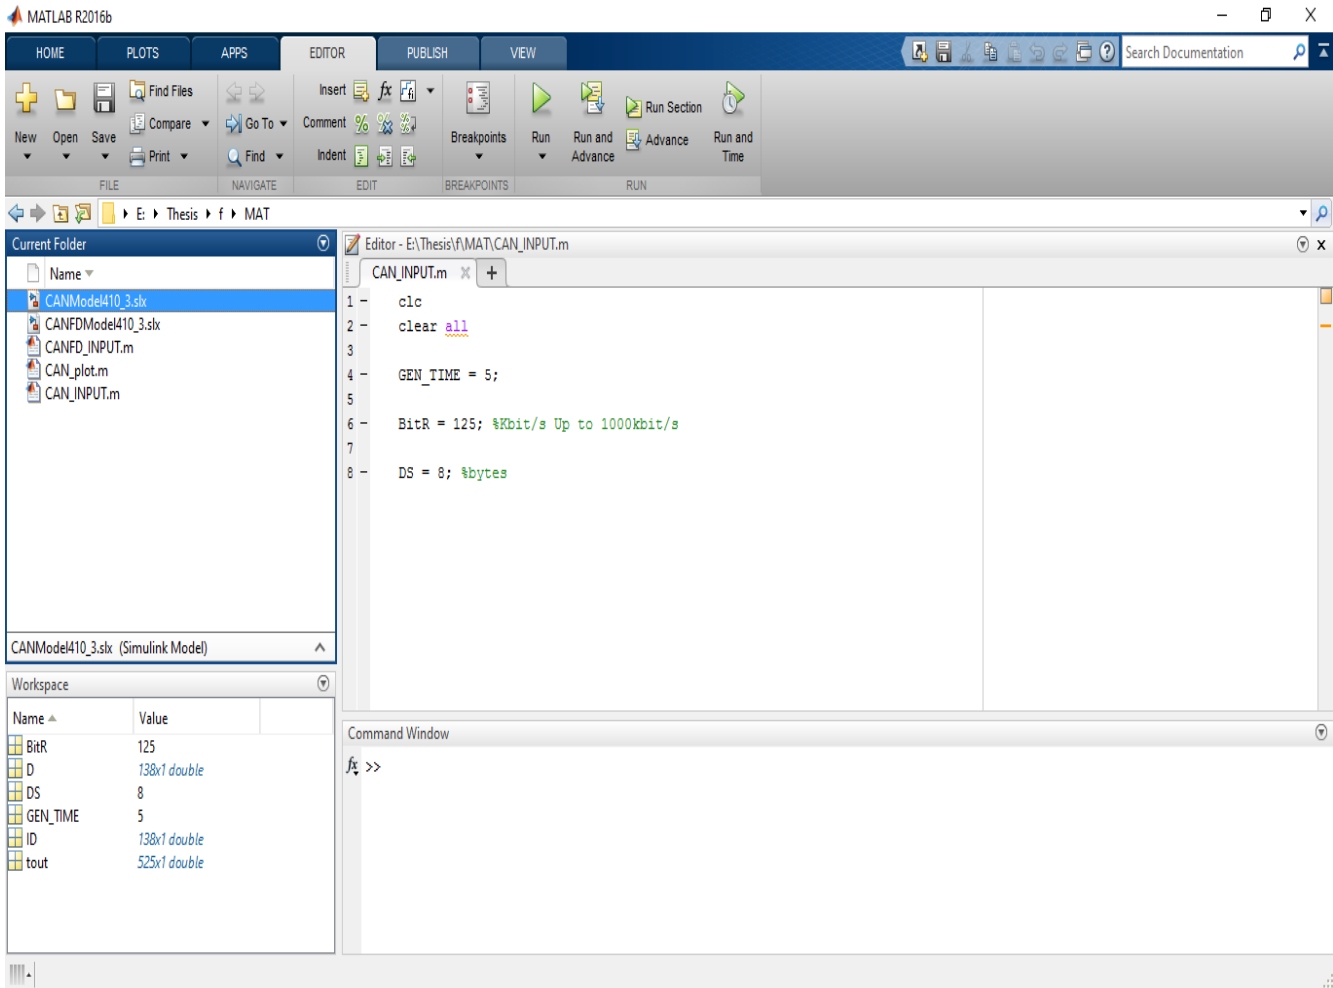 MATLAB R2016b
HOME PLOTS APPS EDITOR PUBLISH VIEW
Search Documentation
New Open Save Find Files Compare Print
FILE
Go To Find
NAVIGATE
Insert fx
Comment
Indent
EDIT
Breakpoints
BREAKPOINTS
Run Run and Advance Run Section Advance Run and Time
RUN
E: Thesis f MAT
Current Folder
Name
CANModel410_3.slx
CANFDModel410_3.slx
CANFD_INPUT.m
CAN_plot.m
CAN_INPUT.m
CANModel410_3.slx (Simulink Model)
Workspace
Name Value
BitR 125
D 138x1 double
DS 8
GEN_TIME 5
ID 138x1 double
tout 525x1 double
Editor - E:\Thesis\f\MAT\CAN_INPUT.m
CAN_INPUT.m
1 - clc
2 - clear all
3
4 - GEN_TIME = 5;
5
6 - BitR = 125; %Kbit/s Up to 1000kbit/s
7
8 - DS = 8; %bytes
Command Window
fx >>